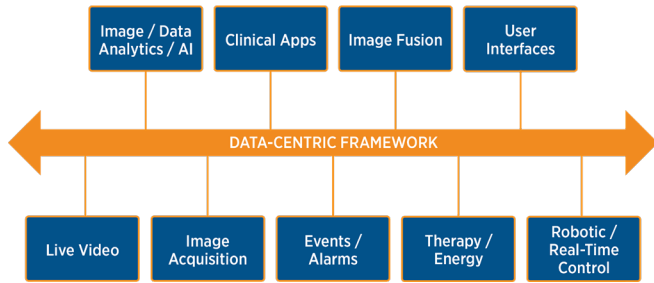 Image / Data
Analytics / AI
Clinical Apps
Image Fusion
User
Interfaces
DATA-CENTRIC FRAMEWORK
Live Video
Image
Acquisition
Events /
Alarms
Therapy /
Energy
Robotic /
Real-Time
Control